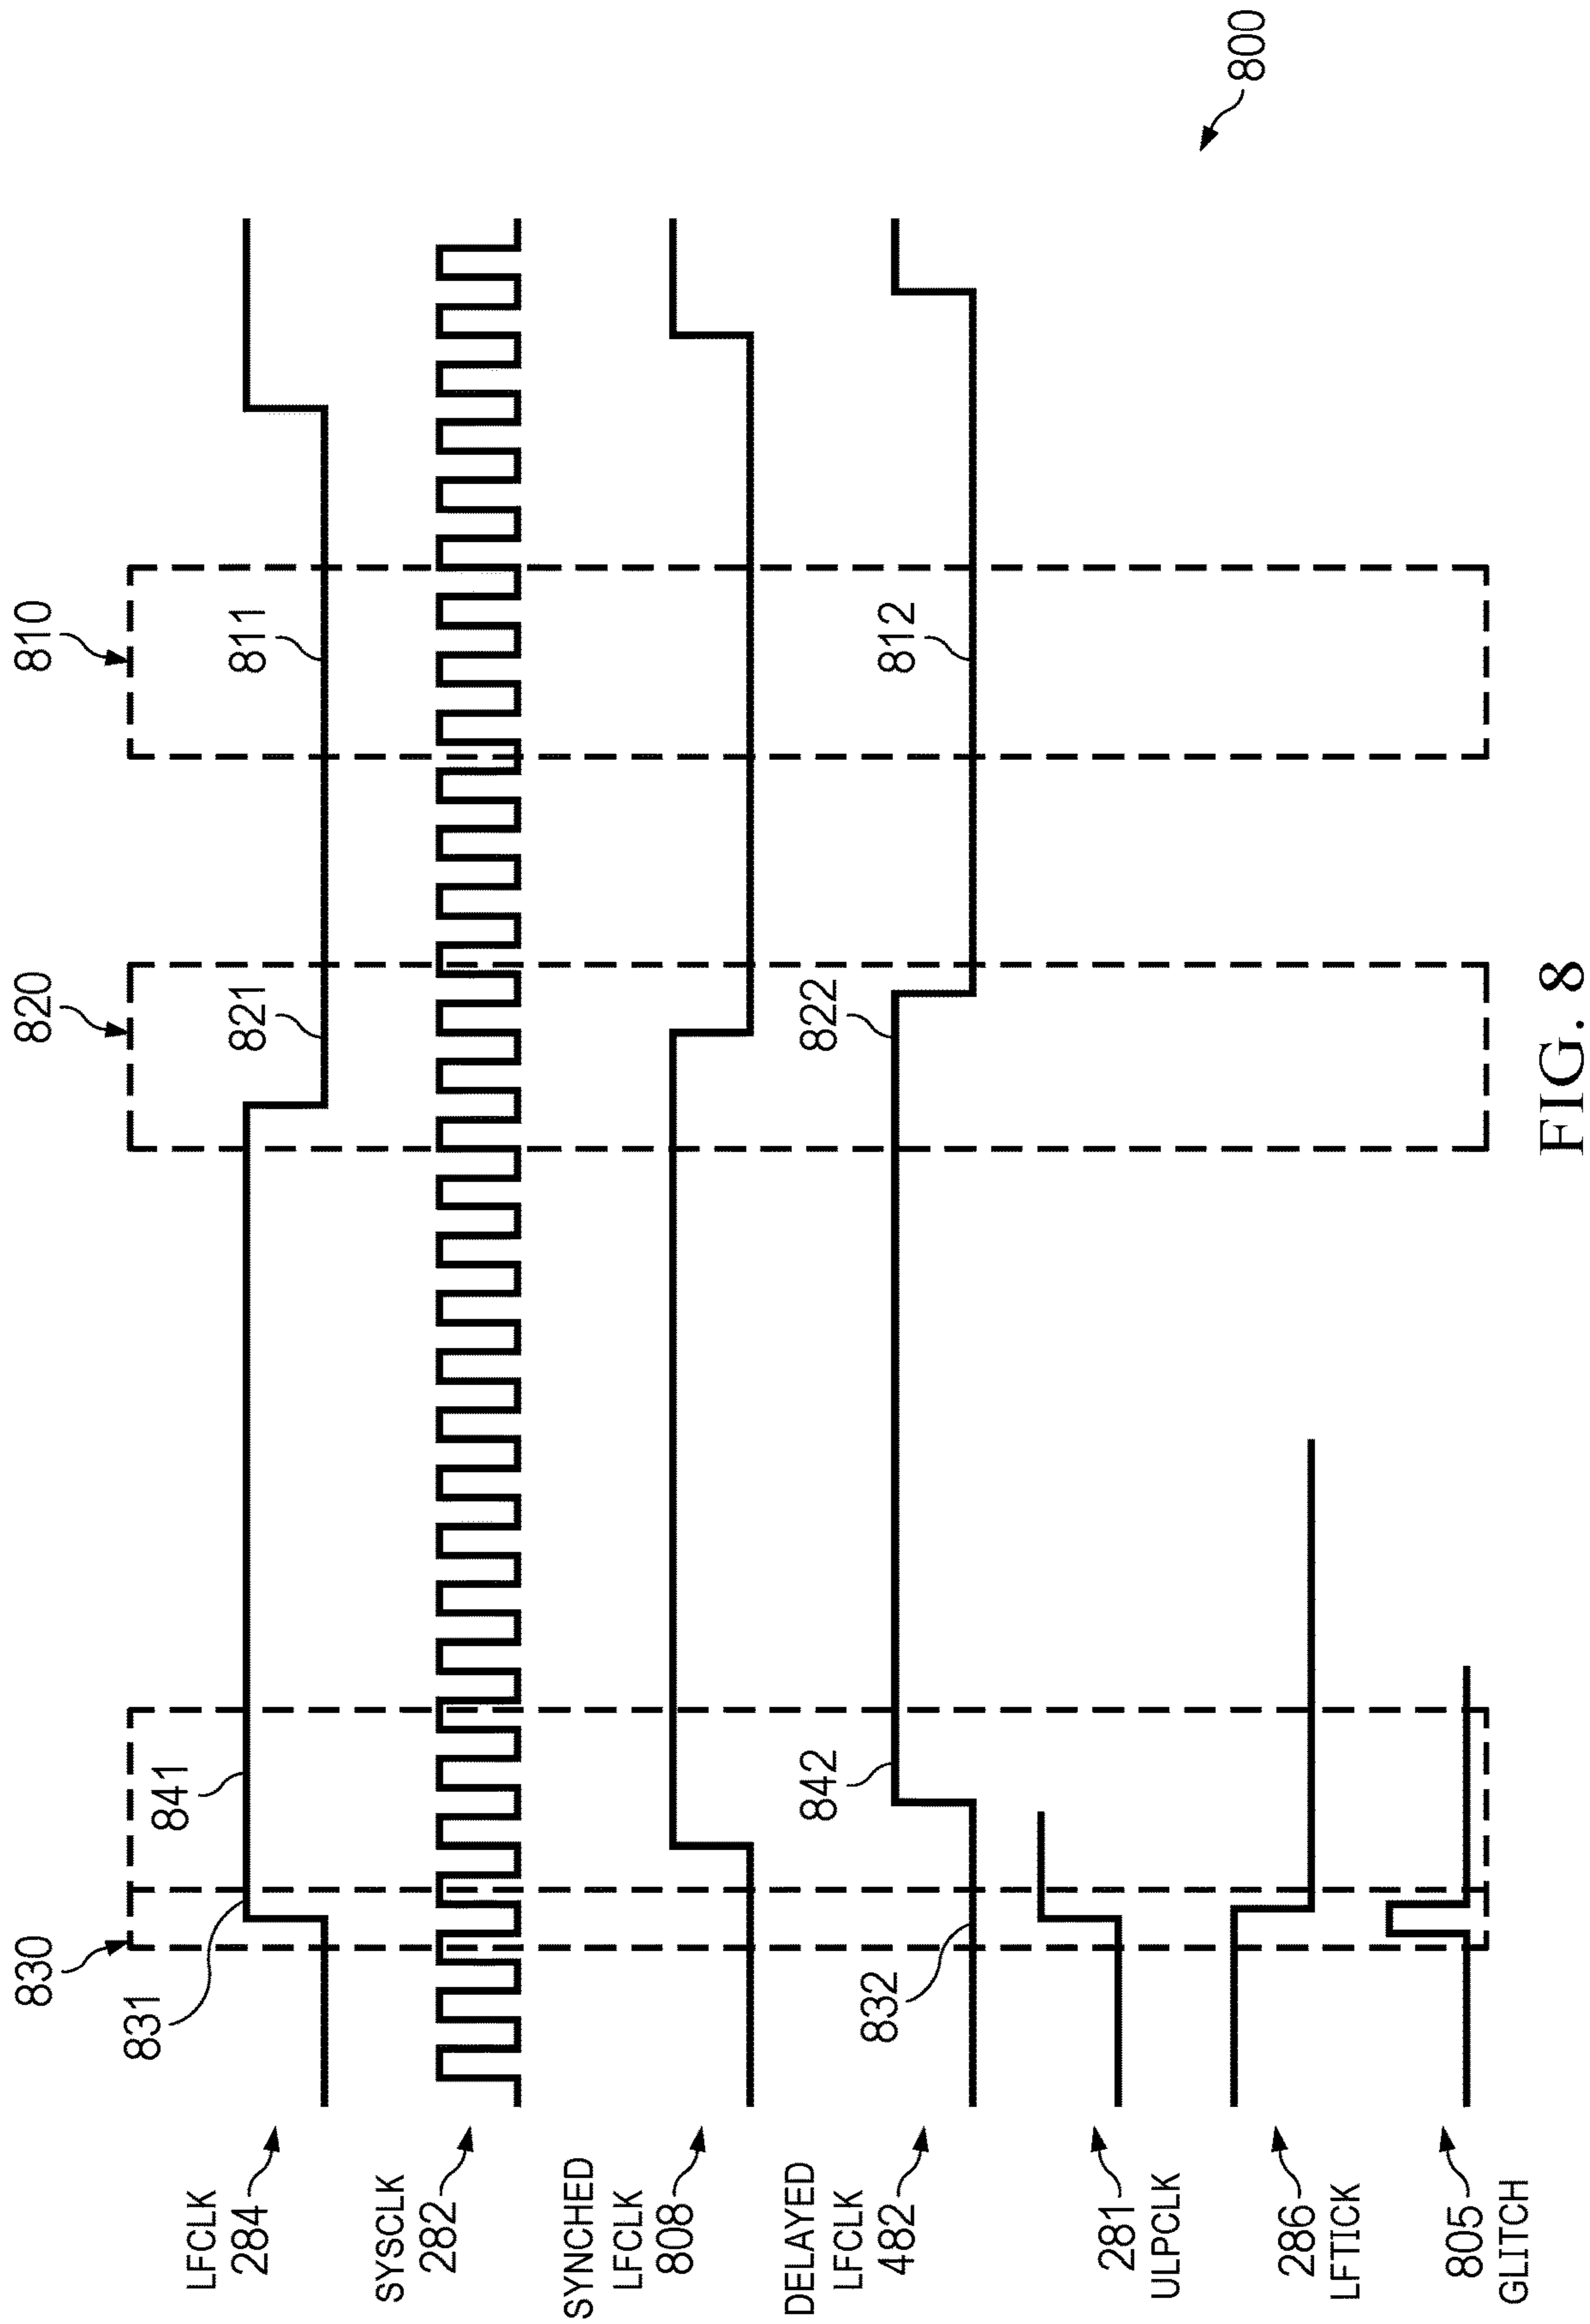 830
820
810
831
841
821
811
LFCLK
284
SYSCLK
282
SYNCHED
LFCLK
808
DELAYED
LFCLK
482
832
842
822
812
281
ULPCLK
286
LFTICK
805
GLITCH
800
FIG. 8